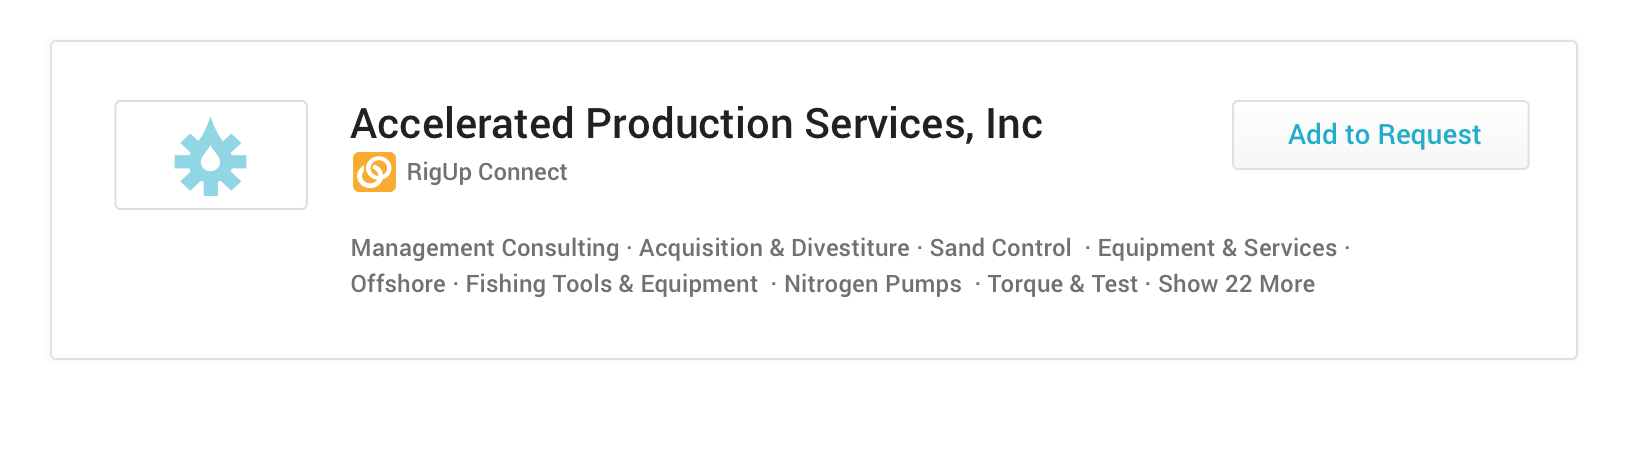 Accelerated Production Services, Inc
Add to Request
RigUp Connect
Management Consulting · Acquisition & Divestiture · Sand Control · Equipment & Services ·
Offshore · Fishing Tools & Equipment · Nitrogen Pumps · Torque & Test · Show 22 More